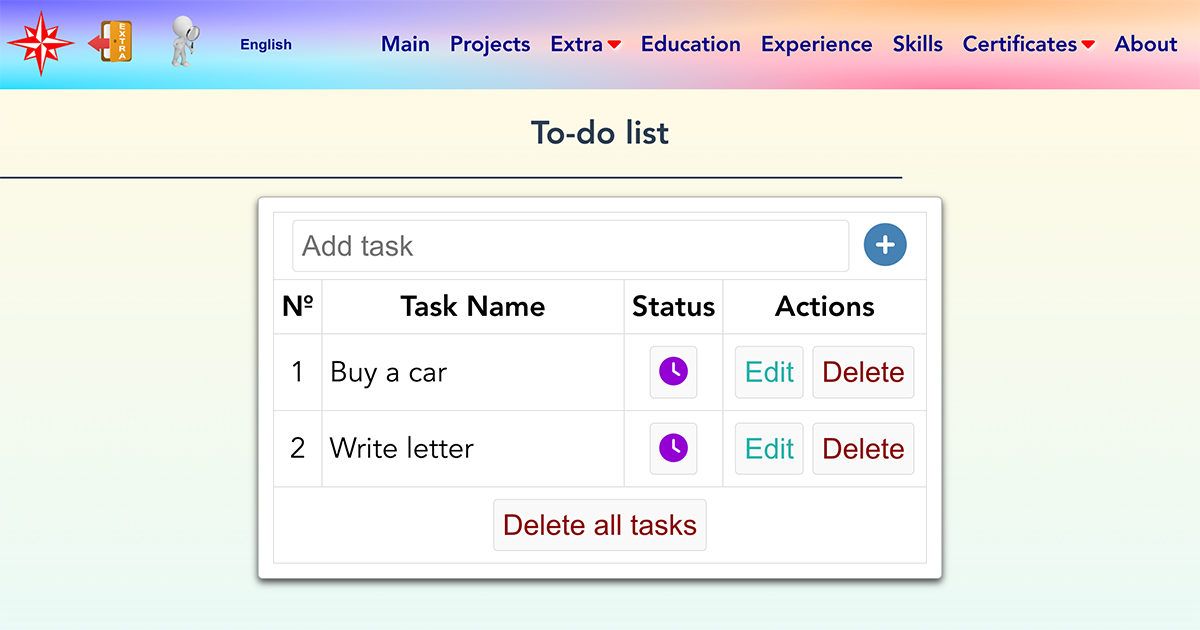 EXTRA
English
Main Projects Extra Education Experience Skills Certificates About
To-do list
Add task
Nº Task Name Status Actions
1 Buy a car Edit Delete
2 Write letter Edit Delete
Delete all tasks